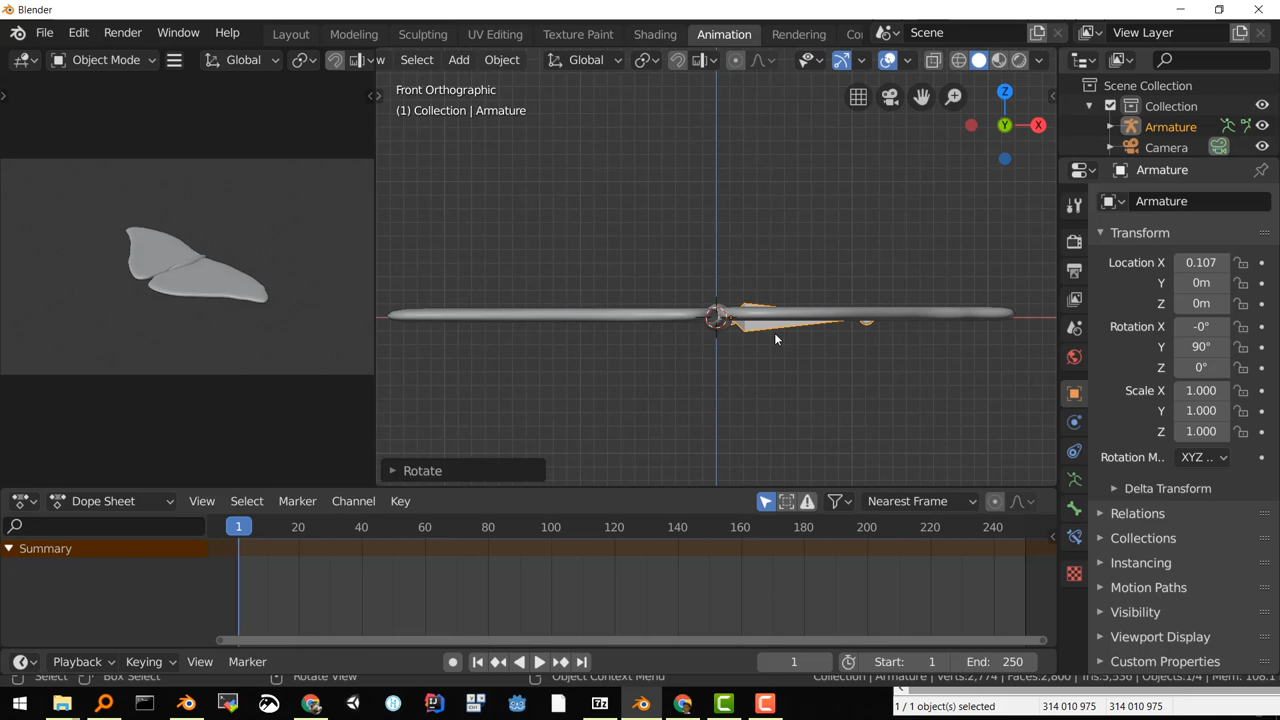 Blender
File Edit Render Window Help Layout Modeling Sculpting UV Editing Texture Paint Shading Animation Rendering Scene View Layer
Object Mode Global Select Add Object Global
Front Orthographic
(1) Collection | Armature
Z
Y
X
Rotate
Scene Collection
Collection
Armature
Camera
Armature
Armature
Transform
Location X 0.107
Y 0m
Z 0m
Rotation X -0°
Y 90°
Z 0°
Scale X 1.000
Y 1.000
Z 1.000
Rotation M.. XYZ ..
Delta Transform
Relations
Collections
Instancing
Motion Paths
Visibility
Viewport Display
Custom Properties
Dope Sheet View Select Marker Channel Key Nearest Frame
1 20 40 60 80 100 120 140 160 180 200 220 240
Summary
Playback Keying View Marker 1 Start: 1 End: 250
Select Box Select Rotate View Object Context Menu
1 / 1 object(s) selected 314 010 975 314 010 975